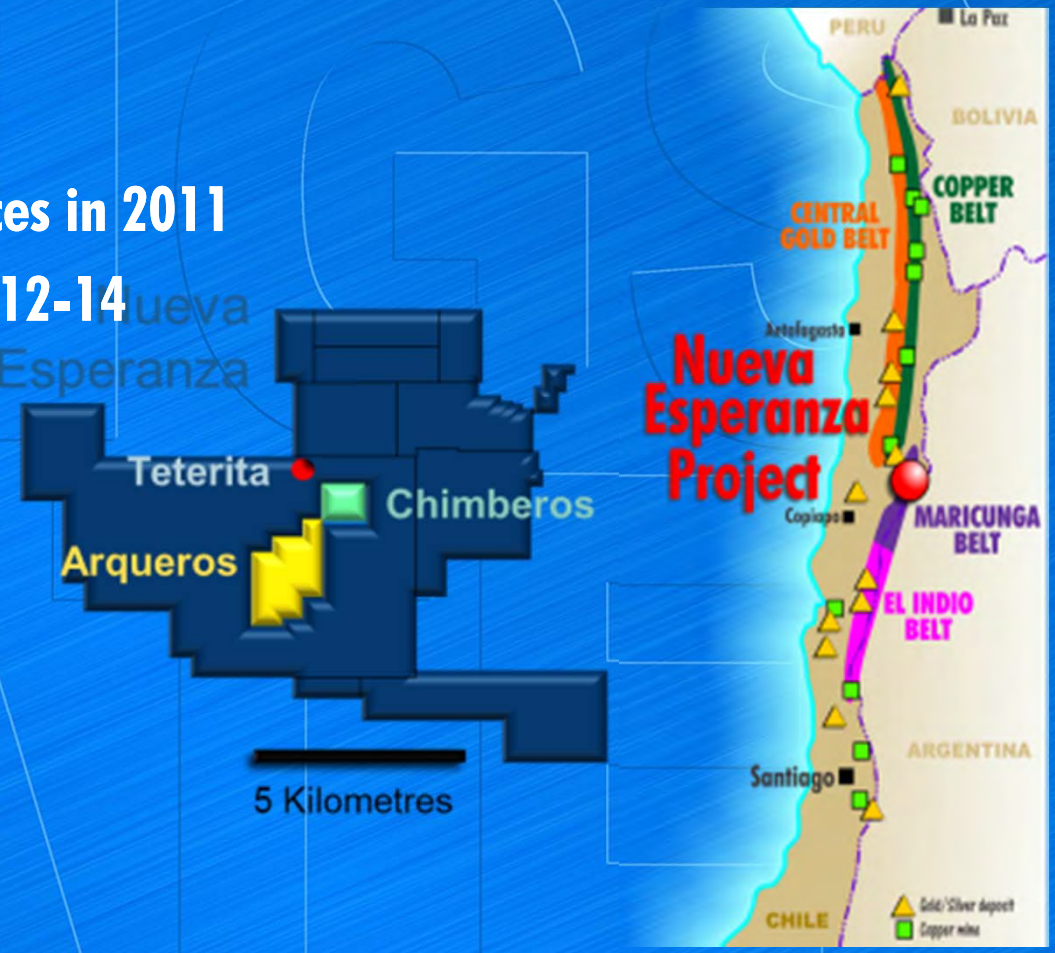 tes in 2011
12-14
Nueva
Esperanza
Teterita
Chimberos
Arqueros
5 Kilometres
PERU
La Paz
BOLIVIA
COPPER
BELT
CENTRAL
GOLD BELT
Antofagasta
Nueva
Esperanza
Project
Copiapo
MARICUNGA
BELT
EL INDIO
BELT
ARGENTINA
Santiago
CHILE
Gold/Silver deposit
Copper mine